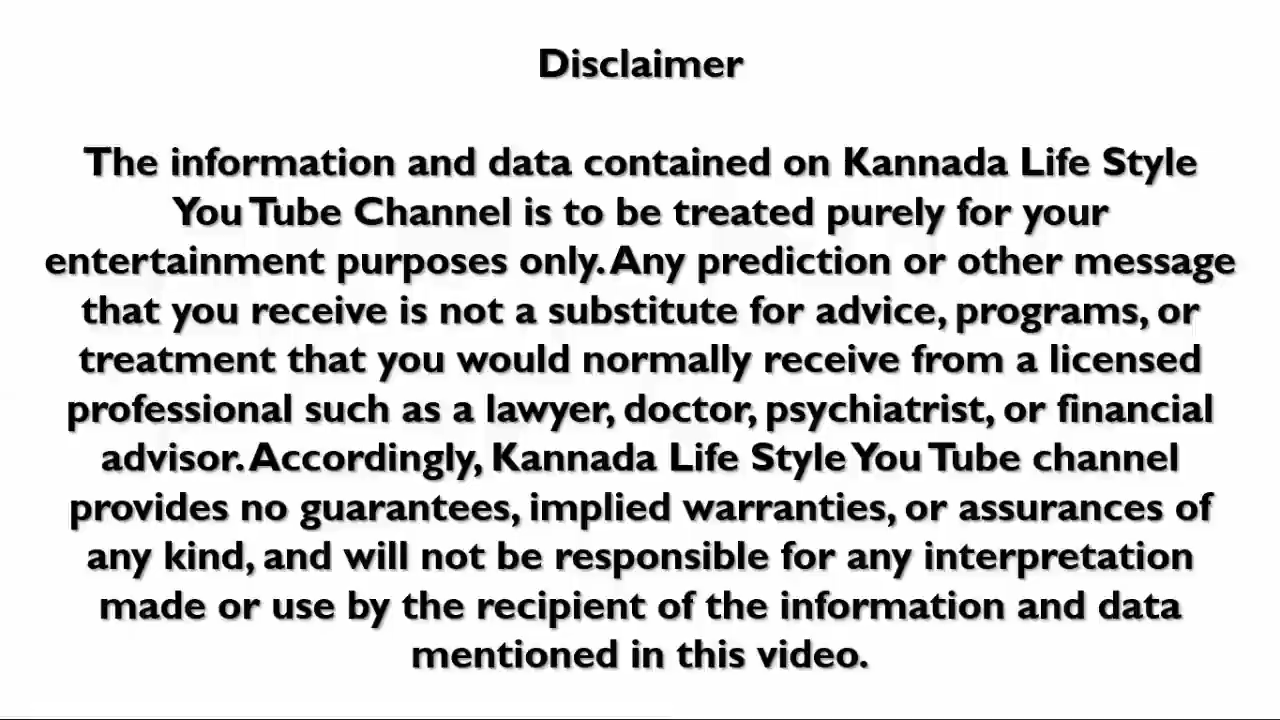 Disclaimer
The information and data contained on Kannada Life Style
YouTube Channel is to be treated purely for your
entertainment purposes only. Any prediction or other message
that you receive is not a substitute for advice, programs, or
treatment that you would normally receive from a licensed
professional such as a lawyer, doctor, psychiatrist, or financial
advisor. Accordingly, Kannada Life Style YouTube channel
provides no guarantees, implied warranties, or assurances of
any kind, and will not be responsible for any interpretation
made or use by the recipient of the information and data
mentioned in this video.